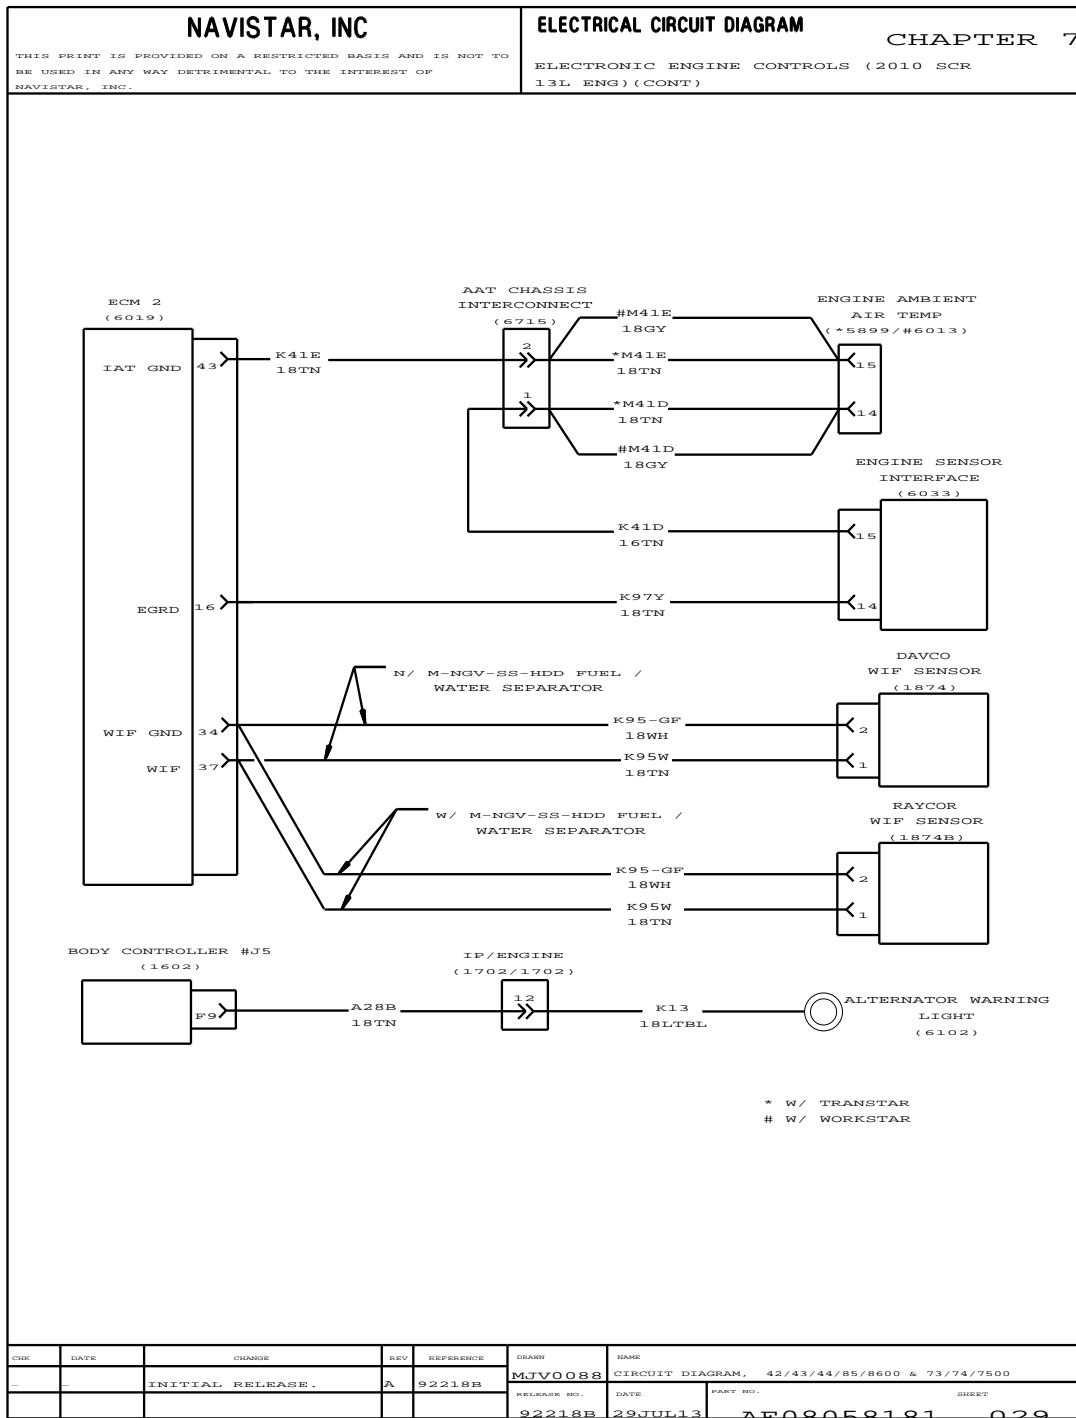 NAVISTAR, INC
THIS PRINT IS PROVIDED ON A RESTRICTED BASIS AND IS NOT TO
BE USED IN ANY WAY DETRIMENTAL TO THE INTEREST OF
NAVISTAR, INC.
ELECTRICAL CIRCUIT DIAGRAM
CHAPTER 7
ELECTRONIC ENGINE CONTROLS (2010 SCR
13L ENG)(CONT)
ECM 2
(6019)
AAT CHASSIS
INTERCONNECT
(6715)
ENGINE AMBIENT
AIR TEMP
(*5899/#6013)
#M41E
18GY
IAT GND
43
K41E
18TN
2
*M41E
18TN
15
1
*M41D
18TN
14
#M41D
18GY
ENGINE SENSOR
INTERFACE
(6033)
K41D
16TN
15
EGRD
16
K97Y
18TN
14
N/ M-NGV-SS-HDD FUEL /
WATER SEPARATOR
DAVCO
WIF SENSOR
(1874)
WIF GND
34
K95-GF
18WH
2
WIF
37
K95W
18TN
1
W/ M-NGV-SS-HDD FUEL /
WATER SEPARATOR
RAYCOR
WIF SENSOR
(1874B)
K95-GF
18WH
2
K95W
18TN
1
BODY CONTROLLER #J5
(1602)
IP/ENGINE
(1702/1702)
F9
A28B
18TN
12
K13
18LTBL
ALTERNATOR WARNING
LIGHT
(6102)
* W/ TRANSTAR
# W/ WORKSTAR
CHK DATE CHANGE REV REFERENCE
- - INITIAL RELEASE. A 92218B
DRAWN
MJV0088
NAME
CIRCUIT DIAGRAM, 42/43/44/85/8600 & 73/74/7500
RELEASE NO.
92218B
DATE
29JUL13
PART NO.
AF08058181
SHEET
029